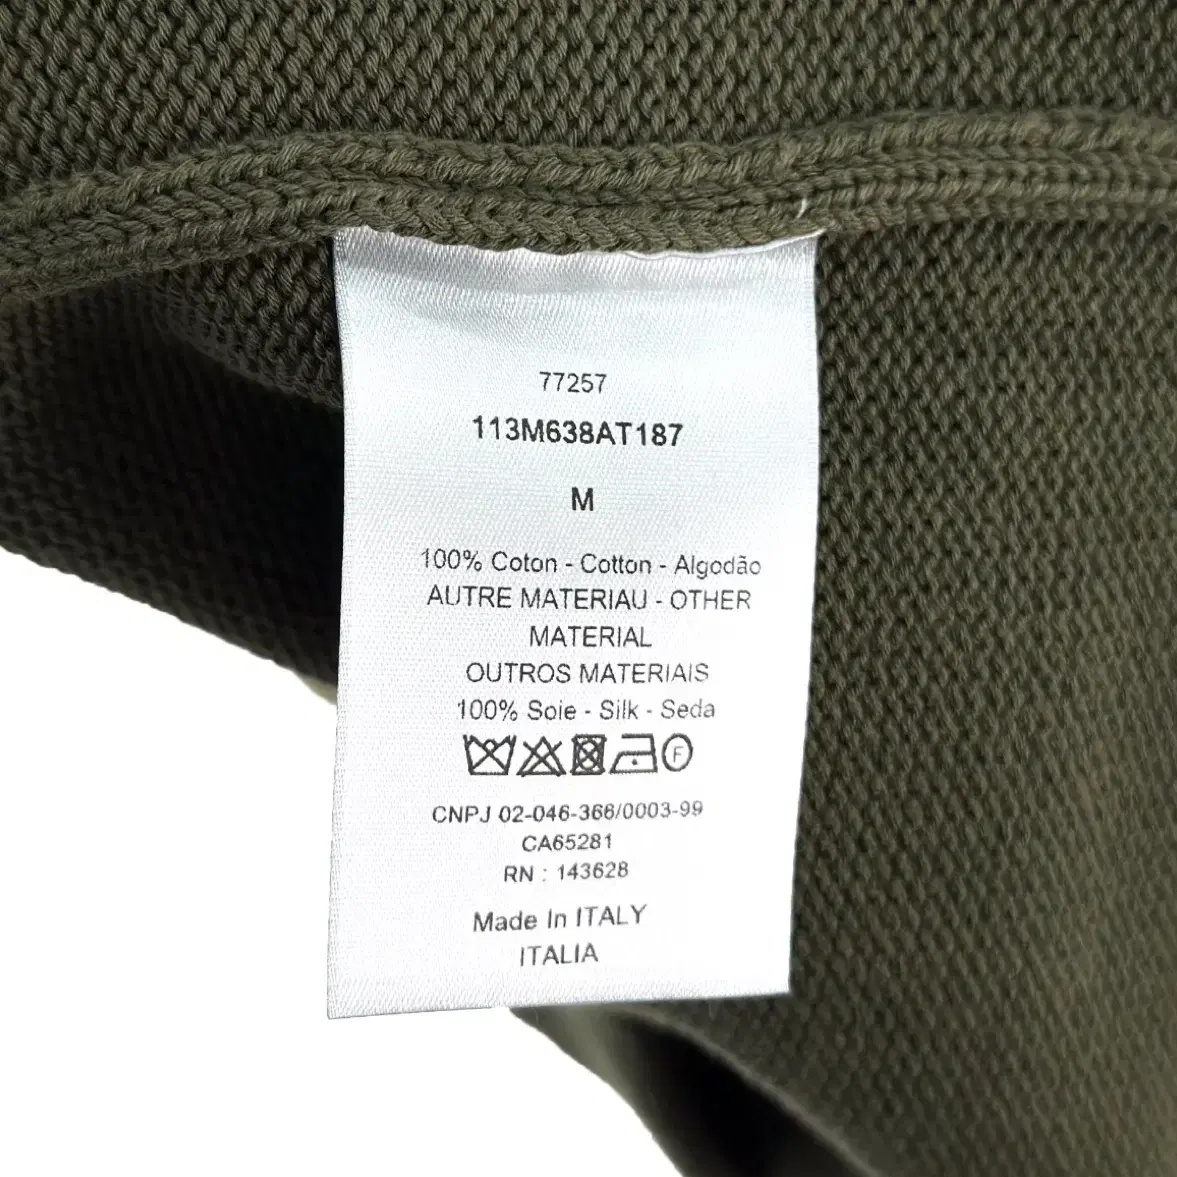 77257
113M638AT187
M
100% Coton - Cotton - Algodão
AUTRE MATERIAU - OTHER
MATERIAL
OUTROS MATERIAIS
100% Soie - Silk - Seda
F
CNPJ 02-046-366/0003-99
CA65281
RN : 143628
Made In ITALY
ITALIA